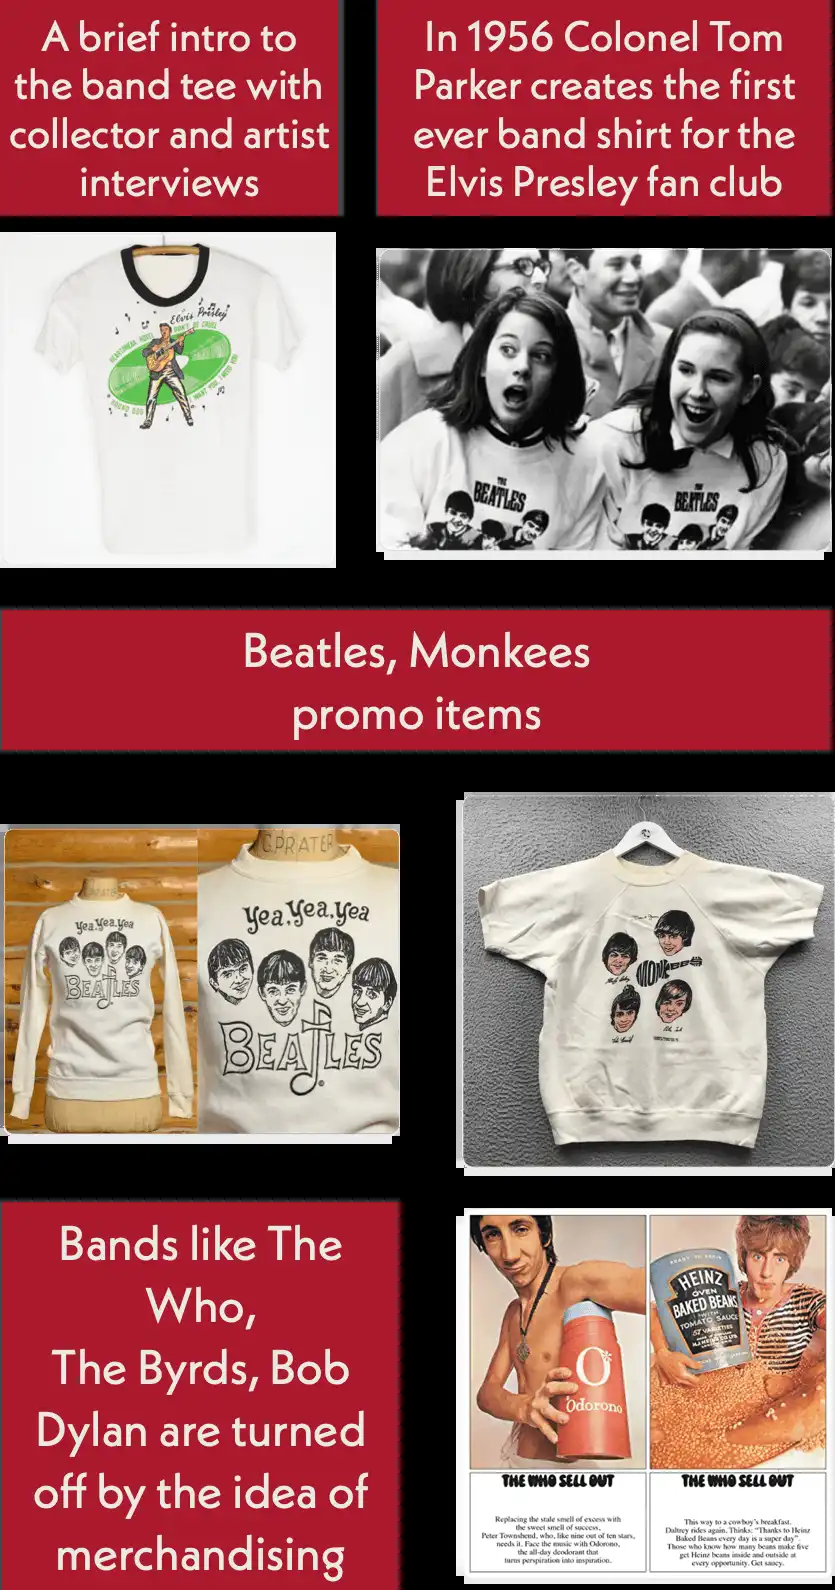 A brief intro to
the band tee with
collector and artist
interviews
In 1956 Colonel Tom
Parker creates the first
ever band shirt for the
Elvis Presley fan club
Elvis Presley
HEARTBREAK HOTEL
DON'T BE CRUEL
HOUND DOG
I WANT YOU, I NEED YOU
THE
BEATLES
THE
BEATLES
Beatles, Monkees
promo items
Yea, Yea, Yea
BEATLES
C.PRATER
Yea, Yea, Yea
BEATLES
MONKEES
Bands like The
Who,
The Byrds, Bob
Dylan are turned
off by the idea of
merchandising
O
Odorono
READY TO SERVE
HEINZ
OVEN
BAKED BEANS
WITH
TOMATO SAUCE
57 VARIETIES
THE WHO SELL OUT
Replacing the stale smell of excess with
the sweet smell of success,
Peter Townshend, who, like nine out of ten stars,
needs it. Face the music with Odorono,
the all-day deodorant that
turns perspiration into inspiration.
THE WHO SELL OUT
This way to a cowboy's breakfast.
Daltrey rides again. Thinks: "Thanks to Heinz
Baked Beans every day is a super day".
Those who know how many beans make five
get Heinz beans inside and outside at
every opportunity. Get saucy.